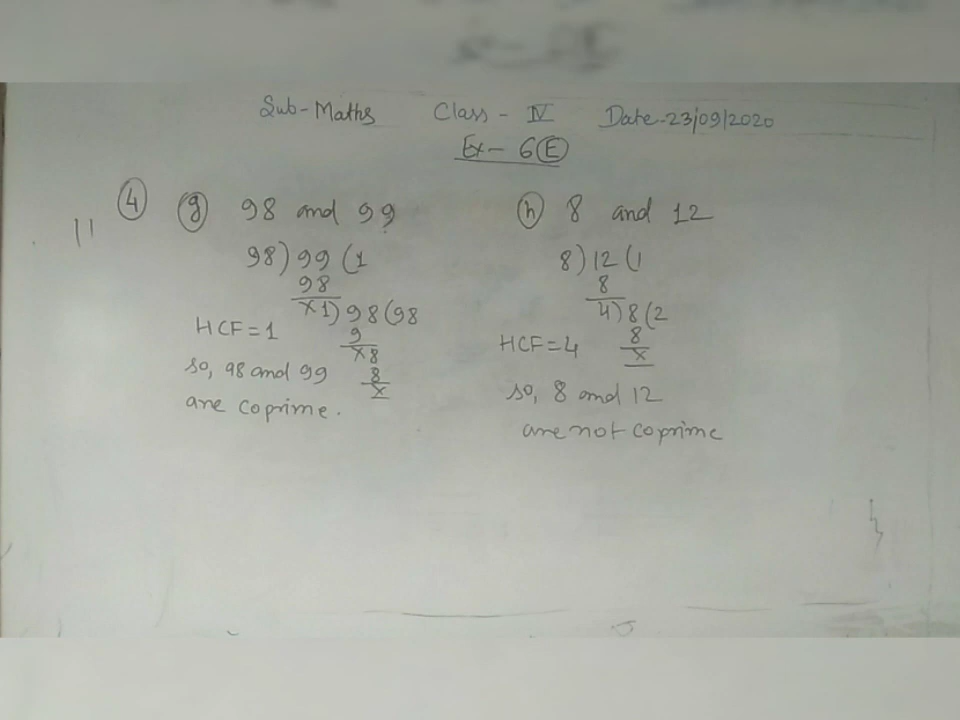 Sub-Maths Class - IV Date-23/09/2020
Ex - 6(E)
(4) (g) 98 and 99
98)99(1
98
x1)98(98
9
x8
8
x
HCF=1
so, 98 and 99
are coprime.
(h) 8 and 12
8)12(1
8
4)8(2
8
x
HCF=4
so, 8 and 12
are not coprime